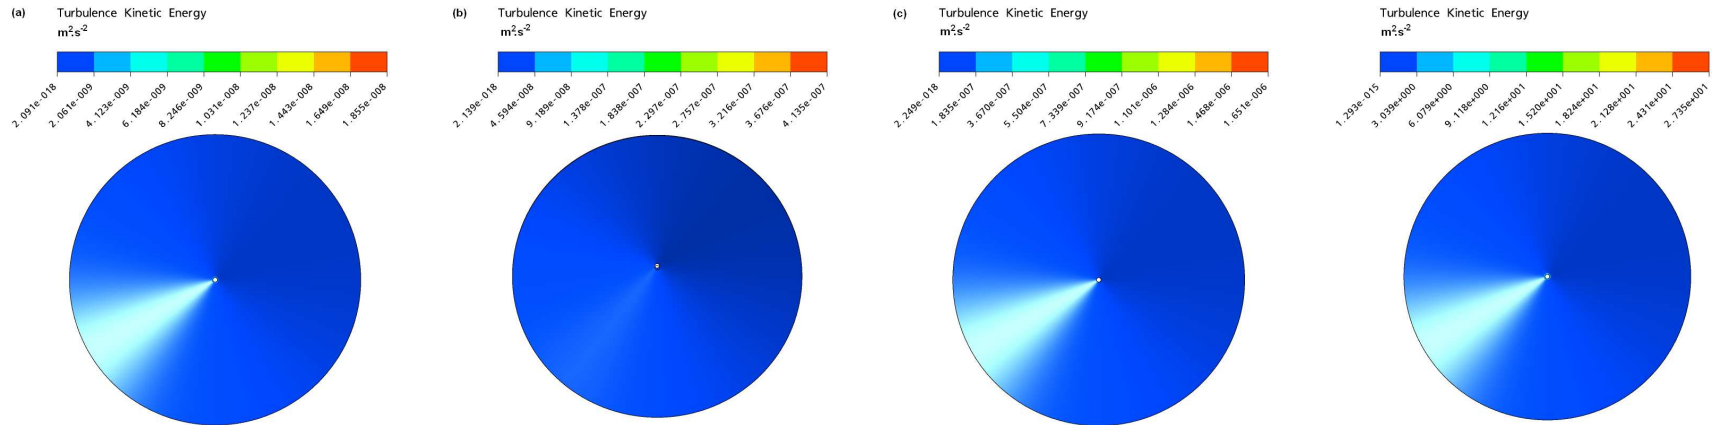 (a)
Turbulence Kinetic Energy
m².s⁻²
2.091e-018
2.061e-009
4.123e-009
6.184e-009
8.246e-009
1.031e-008
1.237e-008
1.443e-008
1.649e-008
1.855e-008
(b)
Turbulence Kinetic Energy
m².s⁻²
2.139e-018
4.594e-008
9.189e-008
1.378e-007
1.838e-007
2.297e-007
2.757e-007
3.216e-007
3.676e-007
4.135e-007
(c)
Turbulence Kinetic Energy
m².s⁻²
2.249e-018
1.835e-007
3.670e-007
5.504e-007
7.339e-007
9.174e-007
1.101e-006
1.284e-006
1.468e-006
1.651e-006
Turbulence Kinetic Energy
m².s⁻²
1.293e-015
3.039e+000
6.079e+000
9.118e+000
1.216e+001
1.520e+001
1.824e+001
2.128e+001
2.431e+001
2.735e+001